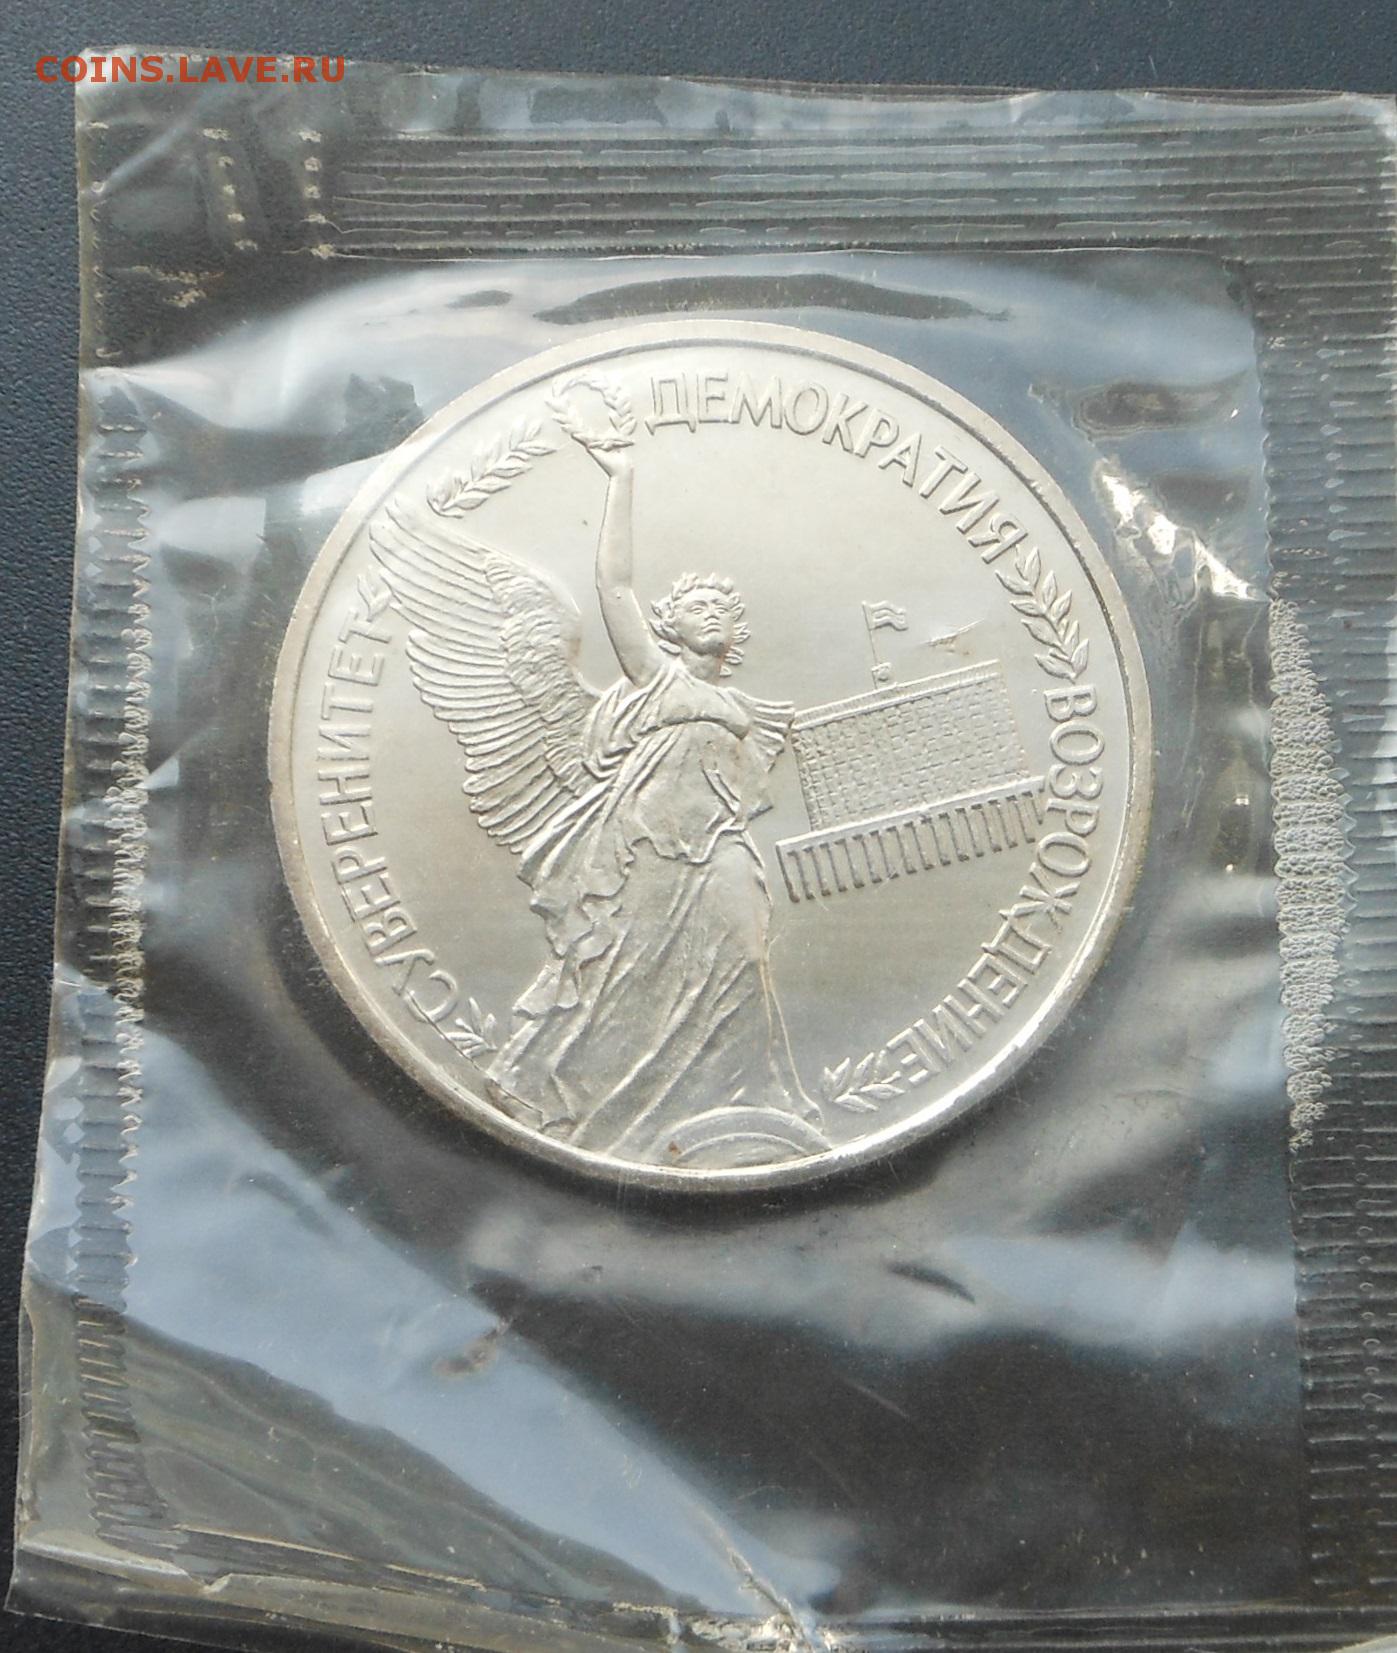 COINS.LAVE.RU
СУВЕРЕНИТЕТ
ДЕМОКРАТИЯ
ВОЗРОЖДЕНИЕ